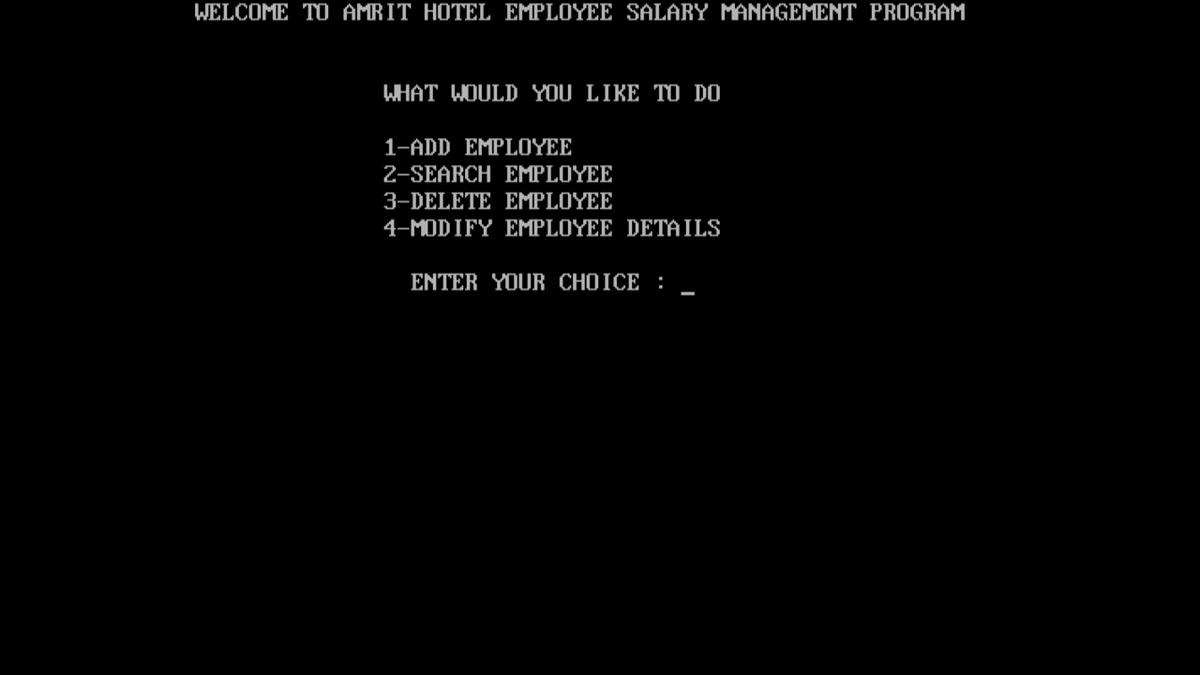 WELCOME TO AMRIT HOTEL EMPLOYEE SALARY MANAGEMENT PROGRAM
WHAT WOULD YOU LIKE TO DO
1-ADD EMPLOYEE
2-SEARCH EMPLOYEE
3-DELETE EMPLOYEE
4-MODIFY EMPLOYEE DETAILS
ENTER YOUR CHOICE : _